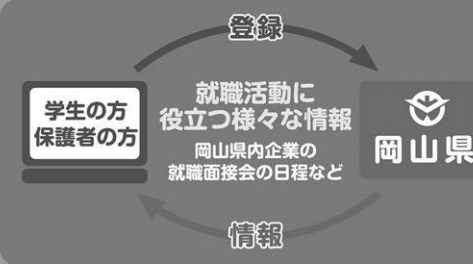 登録
学生の方
保護者の方
就職活動に
役立つ様々な情報
岡山県内企業の
就職面接会の日程など
岡山県
情報